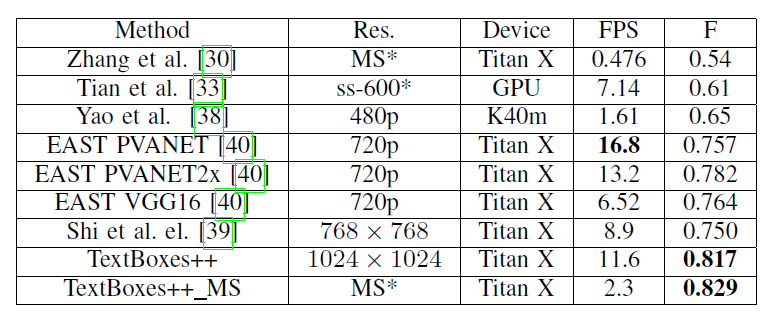 Method Res. Device FPS F
Zhang et al. [30] MS* Titan X 0.476 0.54
Tian et al. [33] ss-600* GPU 7.14 0.61
Yao et al. [38] 480p K40m 1.61 0.65
EAST PVANET [40] 720p Titan X 16.8 0.757
EAST PVANET2x [40] 720p Titan X 13.2 0.782
EAST VGG16 [40] 720p Titan X 6.52 0.764
Shi et al. el. [39] 768 × 768 Titan X 8.9 0.750
TextBoxes++ 1024 × 1024 Titan X 11.6 0.817
TextBoxes++_MS MS* Titan X 2.3 0.829